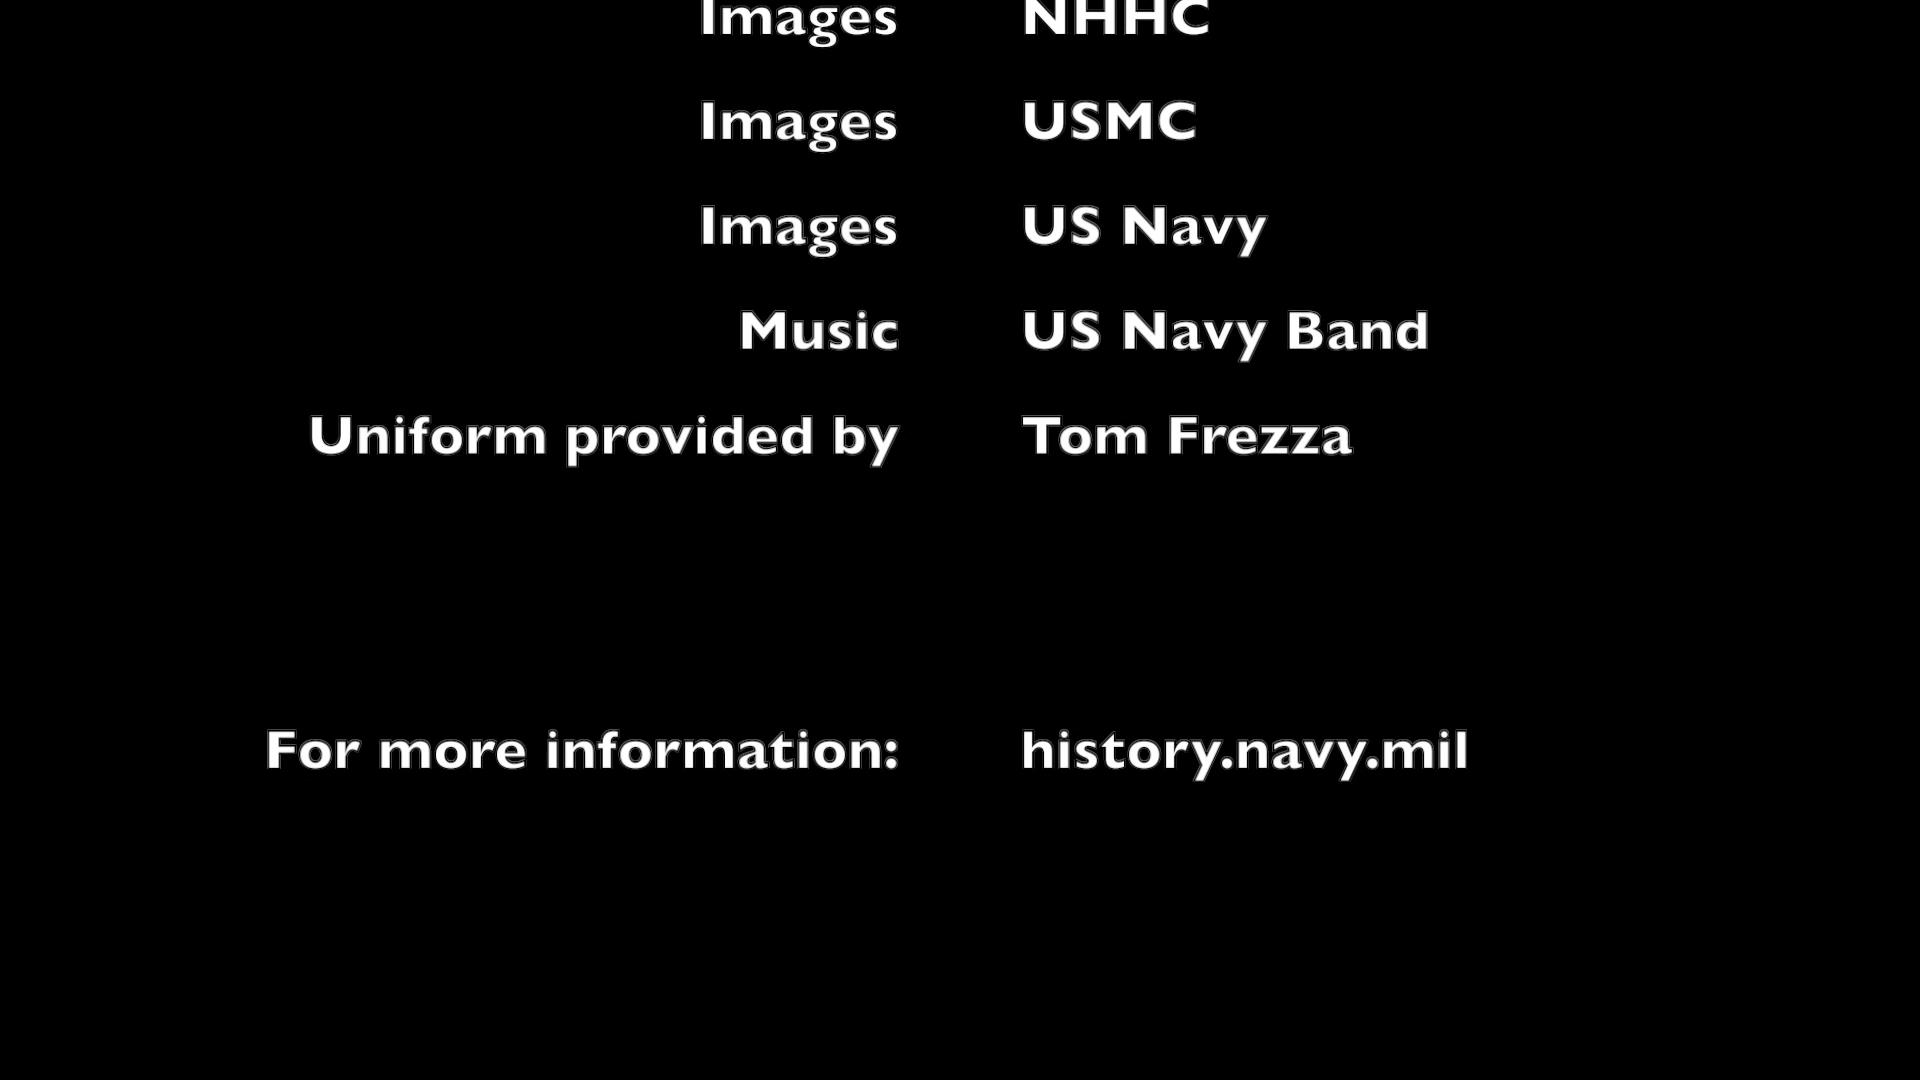 Images NHHC
Images USMC
Images US Navy
Music US Navy Band
Uniform provided by Tom Frezza
For more information: history.navy.mil